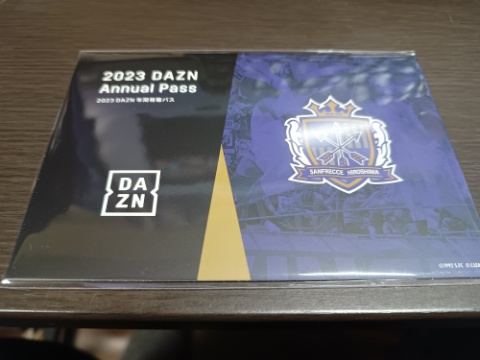 2023 DAZN
Annual Pass
2023 DAZN 年間視聴パス
DA
ZN
SANFRECCE HIROSHIMA